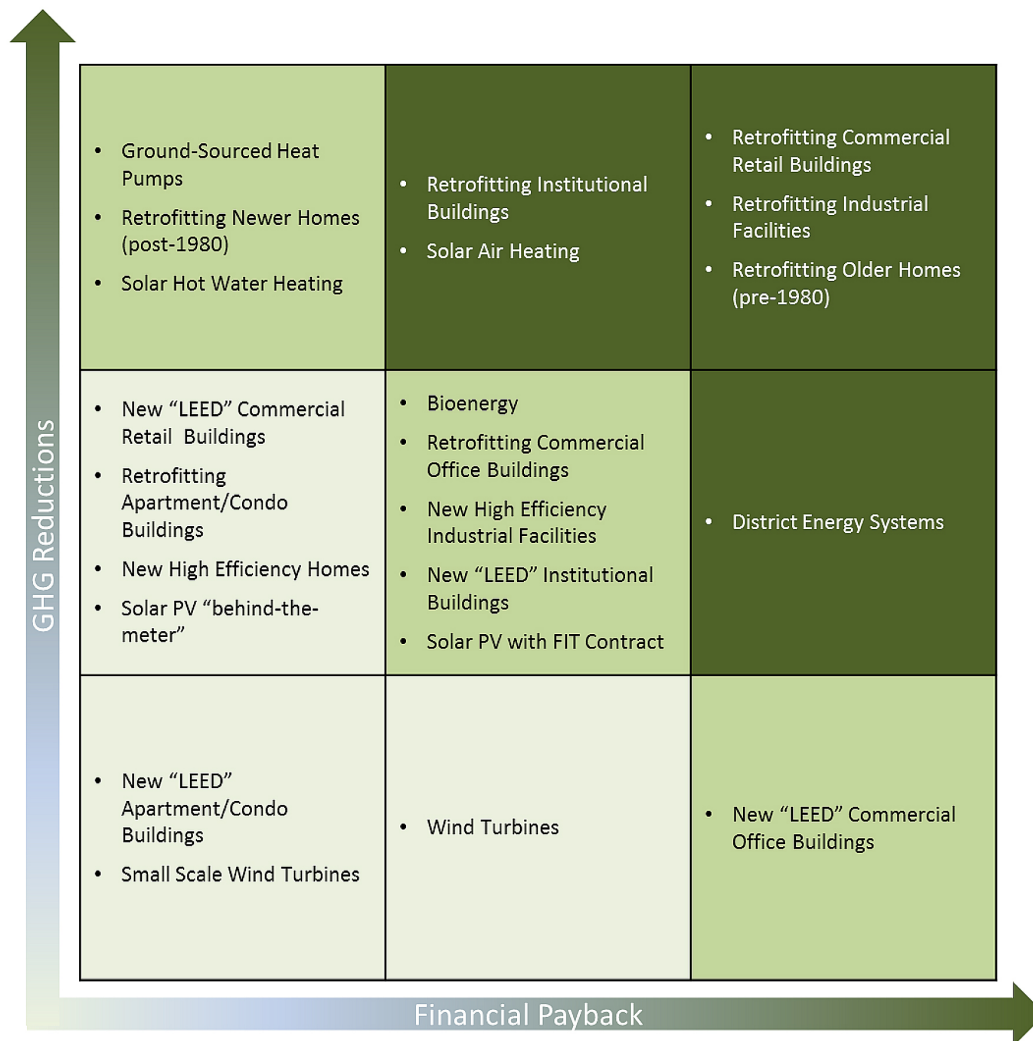 • Ground-Sourced Heat
Pumps
• Retrofitting Newer Homes
(post-1980)
• Solar Hot Water Heating
• Retrofitting Institutional
Buildings
• Solar Air Heating
• Retrofitting Commercial
Retail Buildings
• Retrofitting Industrial
Facilities
• Retrofitting Older Homes
(pre-1980)
GHG Reductions
• New “LEED” Commercial
Retail Buildings
• Retrofitting
Apartment/Condo
Buildings
• New High Efficiency Homes
• Solar PV “behind-the-
meter”
• Bioenergy
• Retrofitting Commercial
Office Buildings
• New High Efficiency
Industrial Facilities
• New “LEED” Institutional
Buildings
• Solar PV with FIT Contract
• District Energy Systems
• New “LEED”
Apartment/Condo
Buildings
• Small Scale Wind Turbines
• Wind Turbines
• New “LEED” Commercial
Office Buildings
Financial Payback